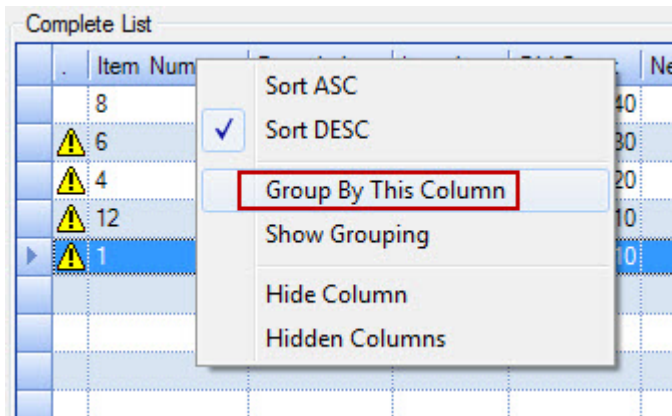 Complete List
. Item Num Ne
8 40
6 30
4 20
12 10
1 10
Sort ASC
Sort DESC
Group By This Column
Show Grouping
Hide Column
Hidden Columns